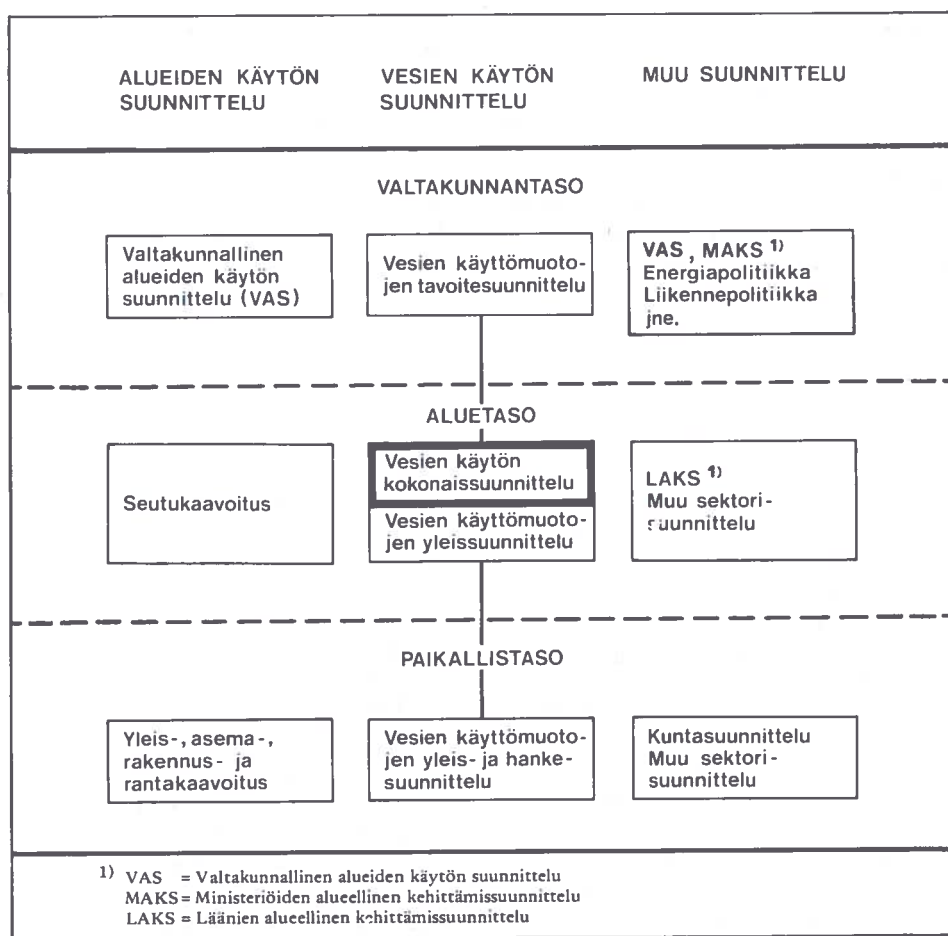 ALUEIDEN KÄYTÖN
SUUNNITTELU
VESIEN KÄYTÖN
SUUNNITTELU
MUU SUUNNITTELU
VALTAKUNNANTASO
Valtakunnallinen
alueiden käytön
suunnittelu (VAS)
Vesien käyttömuoto-
jen tavoitesuunnittelu
VAS, MAKS 1)
Energiapolitiikka
Liikennepolitiikka
jne.
ALUETASO
Seutukaavoitus
Vesien käytön
kokonaissuunnittelu
Vesien käyttömuoto-
jen yleissuunnittelu
LAKS 1)
Muu sektori-
suunnittelu
PAIKALLISTASO
Yleis-, asema-,
rakennus- ja
rantakaavoitus
Vesien käyttömuoto-
jen yleis- ja hanke-
suunnittelu
Kuntasuunnittelu
Muu sektori-
suunnittelu
1) VAS = Valtakunnallinen alueiden käytön suunnittelu
MAKS = Ministeriöiden alueellinen kehittämissuunnittelu
LAKS = Läänien alueellinen kehittämissuunnittelu